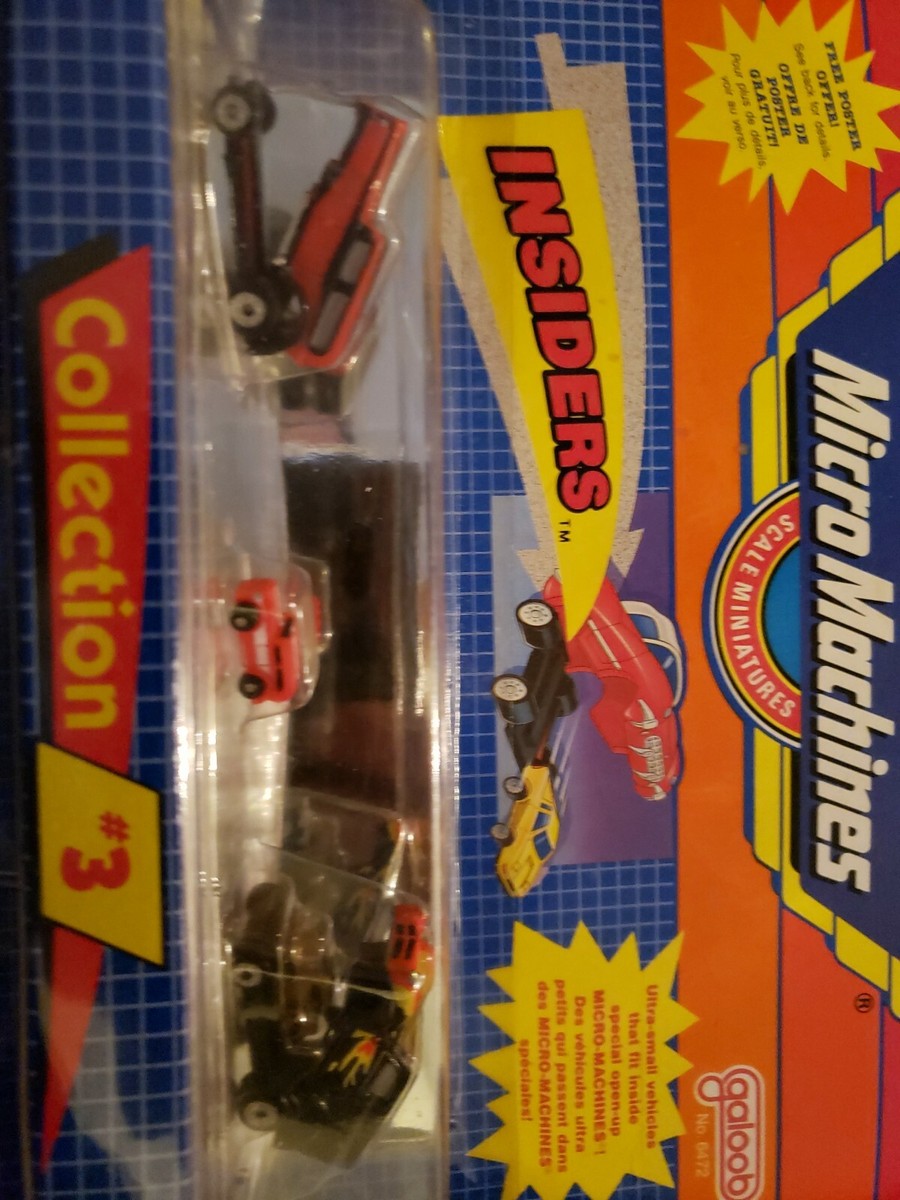 FREE POSTER
OFFER!
See back for details.
OFFRE DE
POSTER
GRATUIT!
Pour plus de détails,
voir au verso.
Micro Machines
®
SCALE MINIATURES
INSIDERS™
Ultra-small vehicles
that fit inside
special open-up
MICRO-MACHINES!
Des véhicules ultra
petits qui passent dans
des MICRO-MACHINES
spéciales!
galoob
No. 6472
Collection
#3